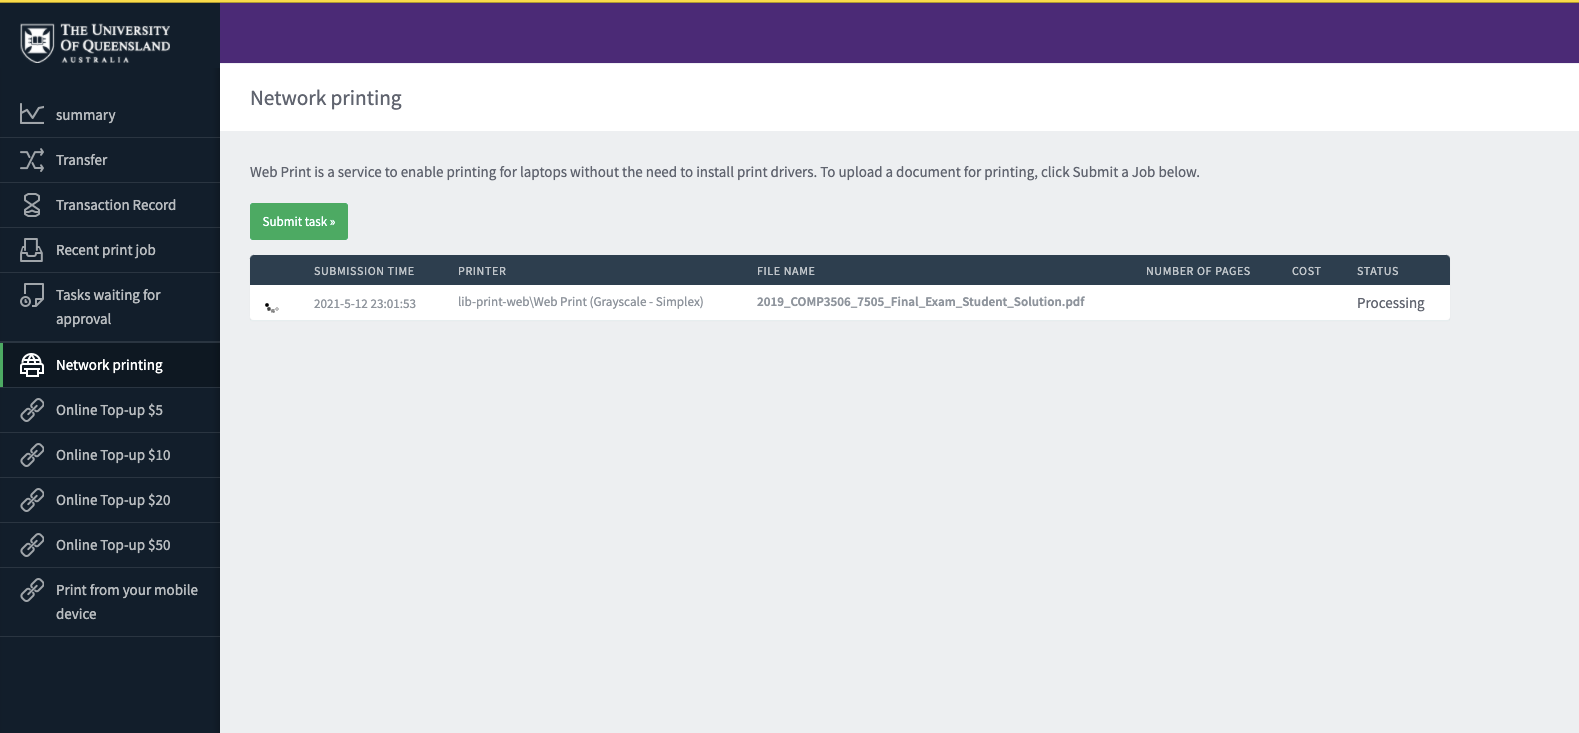 THE UNIVERSITY
OF QUEENSLAND
AUSTRALIA
summary
Transfer
Transaction Record
Recent print job
Tasks waiting for
approval
Network printing
Online Top-up $5
Online Top-up $10
Online Top-up $20
Online Top-up $50
Print from your mobile
device
Network printing
Web Print is a service to enable printing for laptops without the need to install print drivers. To upload a document for printing, click Submit a Job below.
Submit task »
SUBMISSION TIME PRINTER FILE NAME NUMBER OF PAGES COST STATUS
2021-5-12 23:01:53 lib-print-web\Web Print (Grayscale - Simplex) 2019_COMP3506_7505_Final_Exam_Student_Solution.pdf Processing